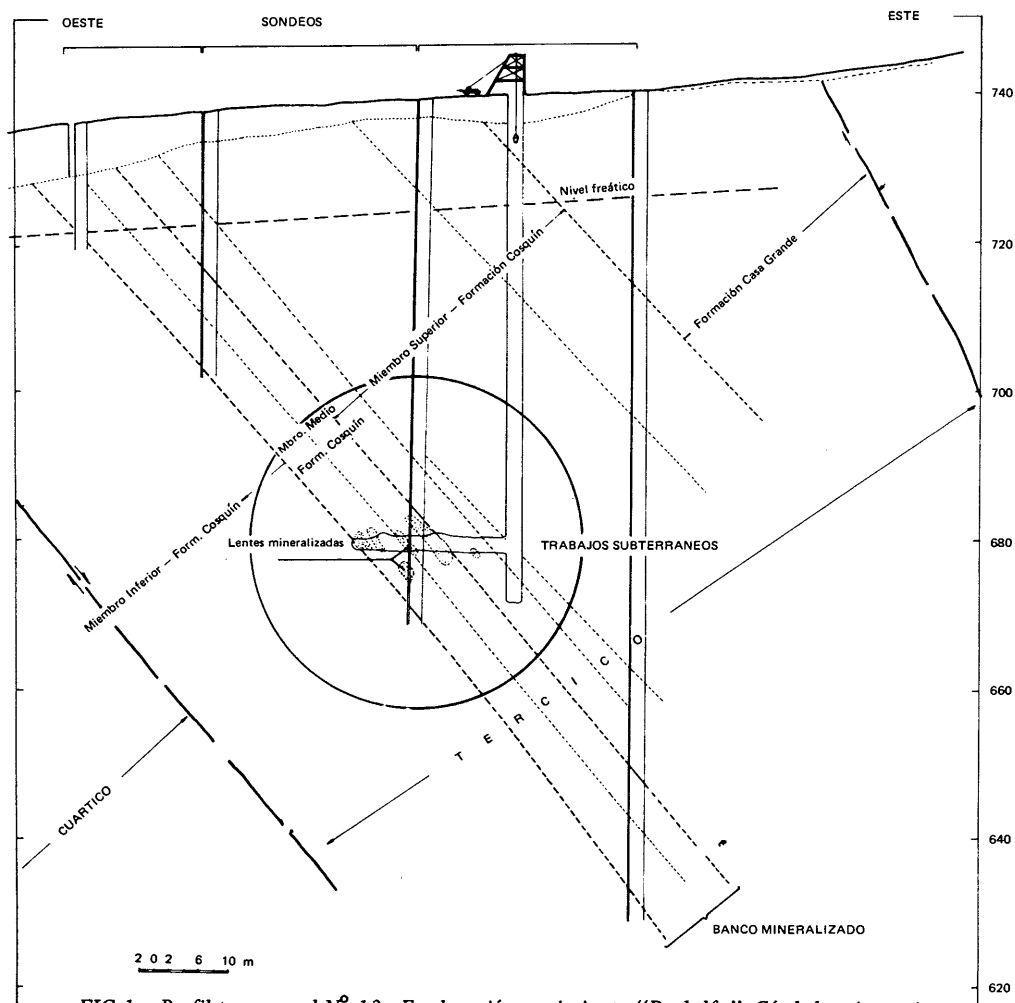 OESTE
SONDEOS
ESTE
740
Nivel freático
720
Formación Casa Grande
Miembro Superior – Formación Cosquín
700
Mbro. Medio
Form. Cosquín
Miembro Inferior – Form. Cosquín
Lentes mineralizadas
TRABAJOS SUBTERRANEOS
680
TERCICO
660
CUARTICO
640
BANCO MINERALIZADO
2 0 2 6 10 m
620